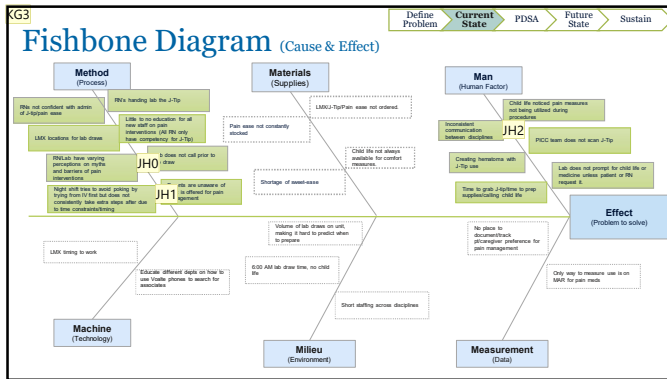 KG3
Define
Problem
Current
State
PDSA
Future
State
Sustain
Fishbone Diagram (Cause & Effect)
Method
(Process)
Materials
(Supplies)
Man
(Human Factor)
RN's handing lab the J-Tip
RNs not confident with admin
of J-tip/pain ease
Little to no education for all
new staff on pain
interventions (All RN only
have competency for J-Tip)
LMX locations for lab draws
RN/Lab have varying
perceptions on myths
and barriers of pain
interventions
JH0
b does not call prior to
draw
Night shift tries to avoid poking by
trying from IV first but does not
consistently take extra steps after due
to time constraints/timing
JH1
ts are unaware of
is offered for pain
agement
LMX/J-Tip/Pain ease not ordered.
Pain ease not constantly
stocked
Child life not always
available for comfort
measures.
Shortage of sweet-ease
Child life noticed pain measures
not being utilized during
procedures
Inconsistent
communication
between disciplines
JH2
PICC team does not scan J-Tip
Creating hematoma with
J-Tip use
Lab does not prompt for child life or
medicine unless patient or RN
request it.
Time to grab J-tip/time to prep
supplies/calling child life
Effect
(Problem to solve)
LMX timing to work
Educate different depts on how to
use Voalte phones to search for
associates
Volume of lab draws on unit,
making it hard to predict when
to prepare
6:00 AM lab draw time, no child
life
Short staffing across disciplines
No place to
document/track
pt/caregiver preference for
pain management
Only way to measure use is on
MAR for pain meds
Machine
(Technology)
Milieu
(Environment)
Measurement
(Data)